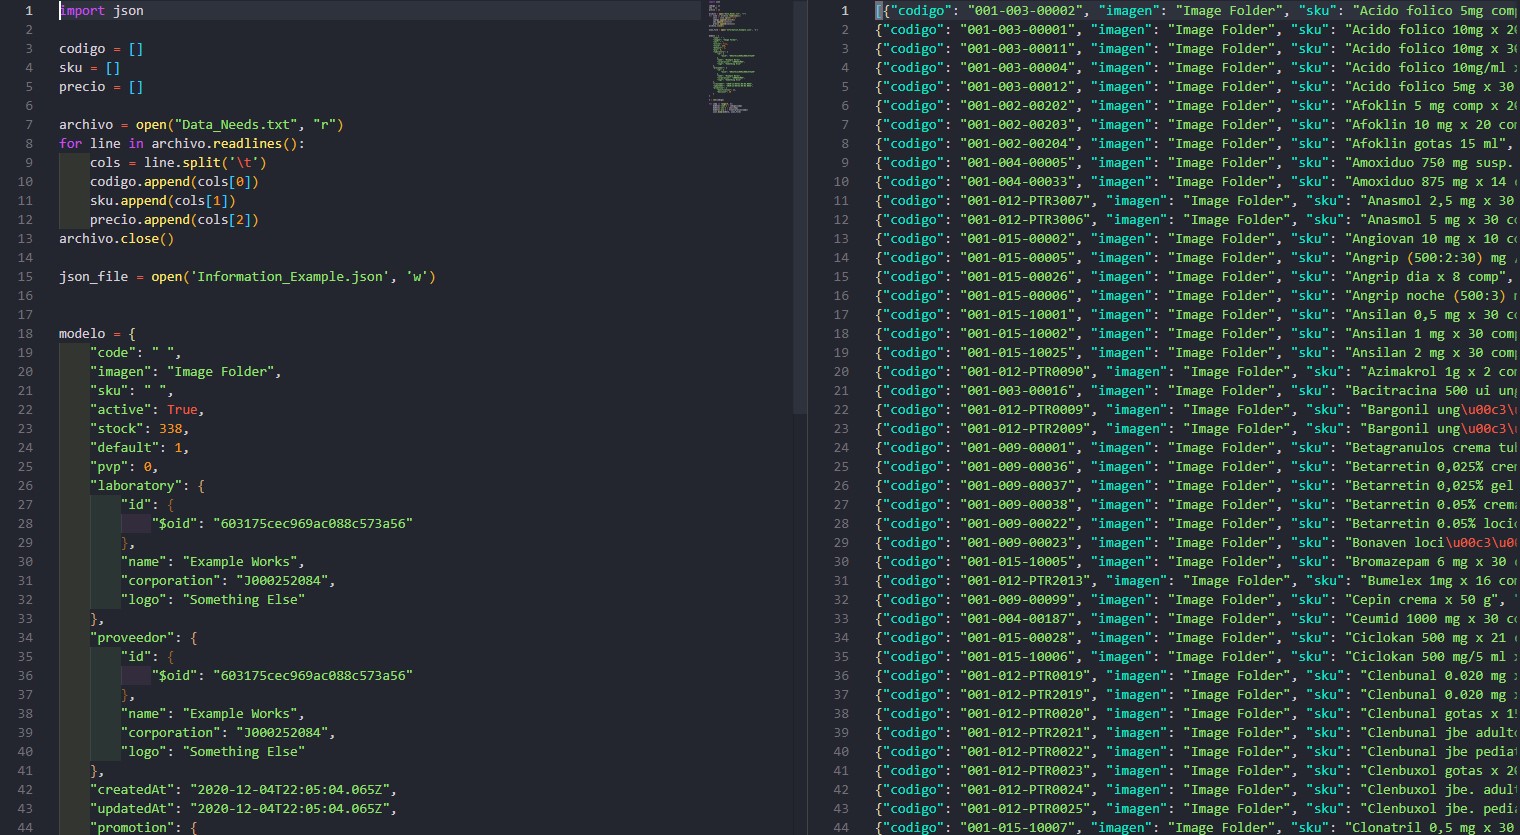 1 import json
2
3 codigo = []
4 sku = []
5 precio = []
6
7 archivo = open("Data_Needs.txt", "r")
8 for line in archivo.readlines():
9 cols = line.split('\t')
10 codigo.append(cols[0])
11 sku.append(cols[1])
12 precio.append(cols[2])
13 archivo.close()
14
15 json_file = open('Information_Example.json', 'w')
16
17
18 modelo = {
19 "code": " ",
20 "imagen": "Image Folder",
21 "sku": " ",
22 "active": True,
23 "stock": 338,
24 "default": 1,
25 "pvp": 0,
26 "laboratory": {
27 "id": {
28 "$oid": "603175cec969ac088c573a56"
29 },
30 "name": "Example Works",
31 "corporation": "J000252084",
32 "logo": "Something Else"
33 },
34 "proveedor": {
35 "id": {
36 "$oid": "603175cec969ac088c573a56"
37 },
38 "name": "Example Works",
39 "corporation": "J000252084",
40 "logo": "Something Else"
41 },
42 "createdAt": "2020-12-04T22:05:04.065Z",
43 "updatedAt": "2020-12-04T22:05:04.065Z",
44 "promotion": {
1 [{"codigo": "001-003-00002", "imagen": "Image Folder", "sku": "Acido folico 5mg com
2 {"codigo": "001-003-00001", "imagen": "Image Folder", "sku": "Acido folico 10mg x 2
3 {"codigo": "001-003-00011", "imagen": "Image Folder", "sku": "Acido folico 10mg x 3
4 {"codigo": "001-003-00004", "imagen": "Image Folder", "sku": "Acido folico 10mg/ml
5 {"codigo": "001-003-00012", "imagen": "Image Folder", "sku": "Acido folico 5mg x 30
6 {"codigo": "001-002-00202", "imagen": "Image Folder", "sku": "Afoklin 5 mg comp x 2
7 {"codigo": "001-002-00203", "imagen": "Image Folder", "sku": "Afoklin 10 mg x 20 co
8 {"codigo": "001-002-00204", "imagen": "Image Folder", "sku": "Afoklin gotas 15 ml",
9 {"codigo": "001-004-00005", "imagen": "Image Folder", "sku": "Amoxiduo 750 mg susp.
10 {"codigo": "001-004-00033", "imagen": "Image Folder", "sku": "Amoxiduo 875 mg x 14
11 {"codigo": "001-012-PTR3007", "imagen": "Image Folder", "sku": "Anasmol 2,5 mg x 30
12 {"codigo": "001-012-PTR3006", "imagen": "Image Folder", "sku": "Anasmol 5 mg x 30 c
13 {"codigo": "001-015-00002", "imagen": "Image Folder", "sku": "Angiovan 10 mg x 10 c
14 {"codigo": "001-015-00005", "imagen": "Image Folder", "sku": "Angrip (500:2:30) mg
15 {"codigo": "001-015-00026", "imagen": "Image Folder", "sku": "Angrip dia x 8 comp",
16 {"codigo": "001-015-00006", "imagen": "Image Folder", "sku": "Angrip noche (500:3)
17 {"codigo": "001-015-10001", "imagen": "Image Folder", "sku": "Ansilan 0,5 mg x 30 c
18 {"codigo": "001-015-10002", "imagen": "Image Folder", "sku": "Ansilan 1 mg x 30 com
19 {"codigo": "001-015-10025", "imagen": "Image Folder", "sku": "Ansilan 2 mg x 30 com
20 {"codigo": "001-012-PTR0090", "imagen": "Image Folder", "sku": "Azimakrol 1g x 2 co
21 {"codigo": "001-003-00016", "imagen": "Image Folder", "sku": "Bacitracina 500 ui un
22 {"codigo": "001-012-PTR0009", "imagen": "Image Folder", "sku": "Bargonil ung\u00c3\
23 {"codigo": "001-012-PTR2009", "imagen": "Image Folder", "sku": "Bargonil ung\u00c3\
24 {"codigo": "001-009-00001", "imagen": "Image Folder", "sku": "Betagranulos crema tu
25 {"codigo": "001-009-00036", "imagen": "Image Folder", "sku": "Betarretin 0,025% cre
26 {"codigo": "001-009-00037", "imagen": "Image Folder", "sku": "Betarretin 0,025% gel
27 {"codigo": "001-009-00038", "imagen": "Image Folder", "sku": "Betarretin 0.05% crem
28 {"codigo": "001-009-00022", "imagen": "Image Folder", "sku": "Betarretin 0.05% loci
29 {"codigo": "001-009-00023", "imagen": "Image Folder", "sku": "Bonaven loci\u00c3\u0
30 {"codigo": "001-015-10005", "imagen": "Image Folder", "sku": "Bromazepam 6 mg x 30
31 {"codigo": "001-012-PTR2013", "imagen": "Image Folder", "sku": "Bumelex 1mg x 16 co
32 {"codigo": "001-009-00099", "imagen": "Image Folder", "sku": "Cepin crema x 50 g",
33 {"codigo": "001-004-00187", "imagen": "Image Folder", "sku": "Ceumid 1000 mg x 30 c
34 {"codigo": "001-015-00028", "imagen": "Image Folder", "sku": "Ciclokan 500 mg x 21
35 {"codigo": "001-015-10006", "imagen": "Image Folder", "sku": "Ciclokan 500 mg/5 ml
36 {"codigo": "001-012-PTR0019", "imagen": "Image Folder", "sku": "Clenbunal 0.020 mg
37 {"codigo": "001-012-PTR2019", "imagen": "Image Folder", "sku": "Clenbunal 0.020 mg
38 {"codigo": "001-012-PTR0020", "imagen": "Image Folder", "sku": "Clenbunal gotas x 1
39 {"codigo": "001-012-PTR2021", "imagen": "Image Folder", "sku": "Clenbunal jbe adult
40 {"codigo": "001-012-PTR0022", "imagen": "Image Folder", "sku": "Clenbunal jbe pedia
41 {"codigo": "001-012-PTR0023", "imagen": "Image Folder", "sku": "Clenbuxol gotas x 2
42 {"codigo": "001-012-PTR0024", "imagen": "Image Folder", "sku": "Clenbuxol jbe. adul
43 {"codigo": "001-012-PTR0025", "imagen": "Image Folder", "sku": "Clenbuxol jbe. pedi
44 {"codigo": "001-015-10007", "imagen": "Image Folder", "sku": "Clonatril 0,5 mg x 30